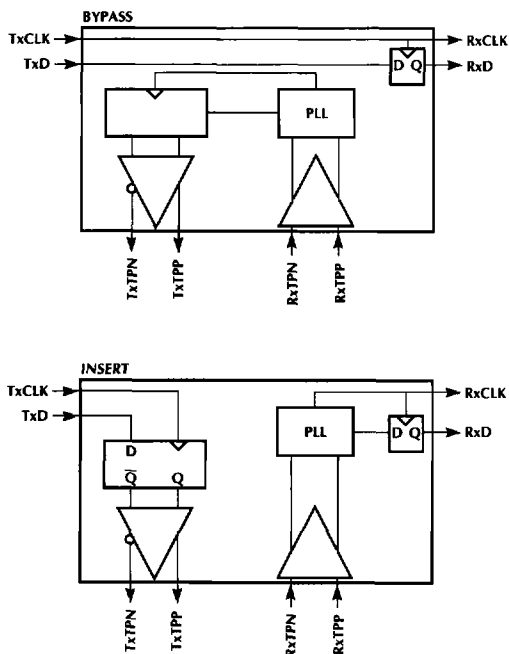 BYPASS
TxCLK
RxCLK
TxD
D Q
RxD
PLL
TxTPN
TxTPP
RxTPN
RxTPP
INSERT
TxCLK
RxCLK
TxD
D
PLL
D Q
RxD
Q̅ Q
TxTPN
TxTPP
RxTPN
RxTPP